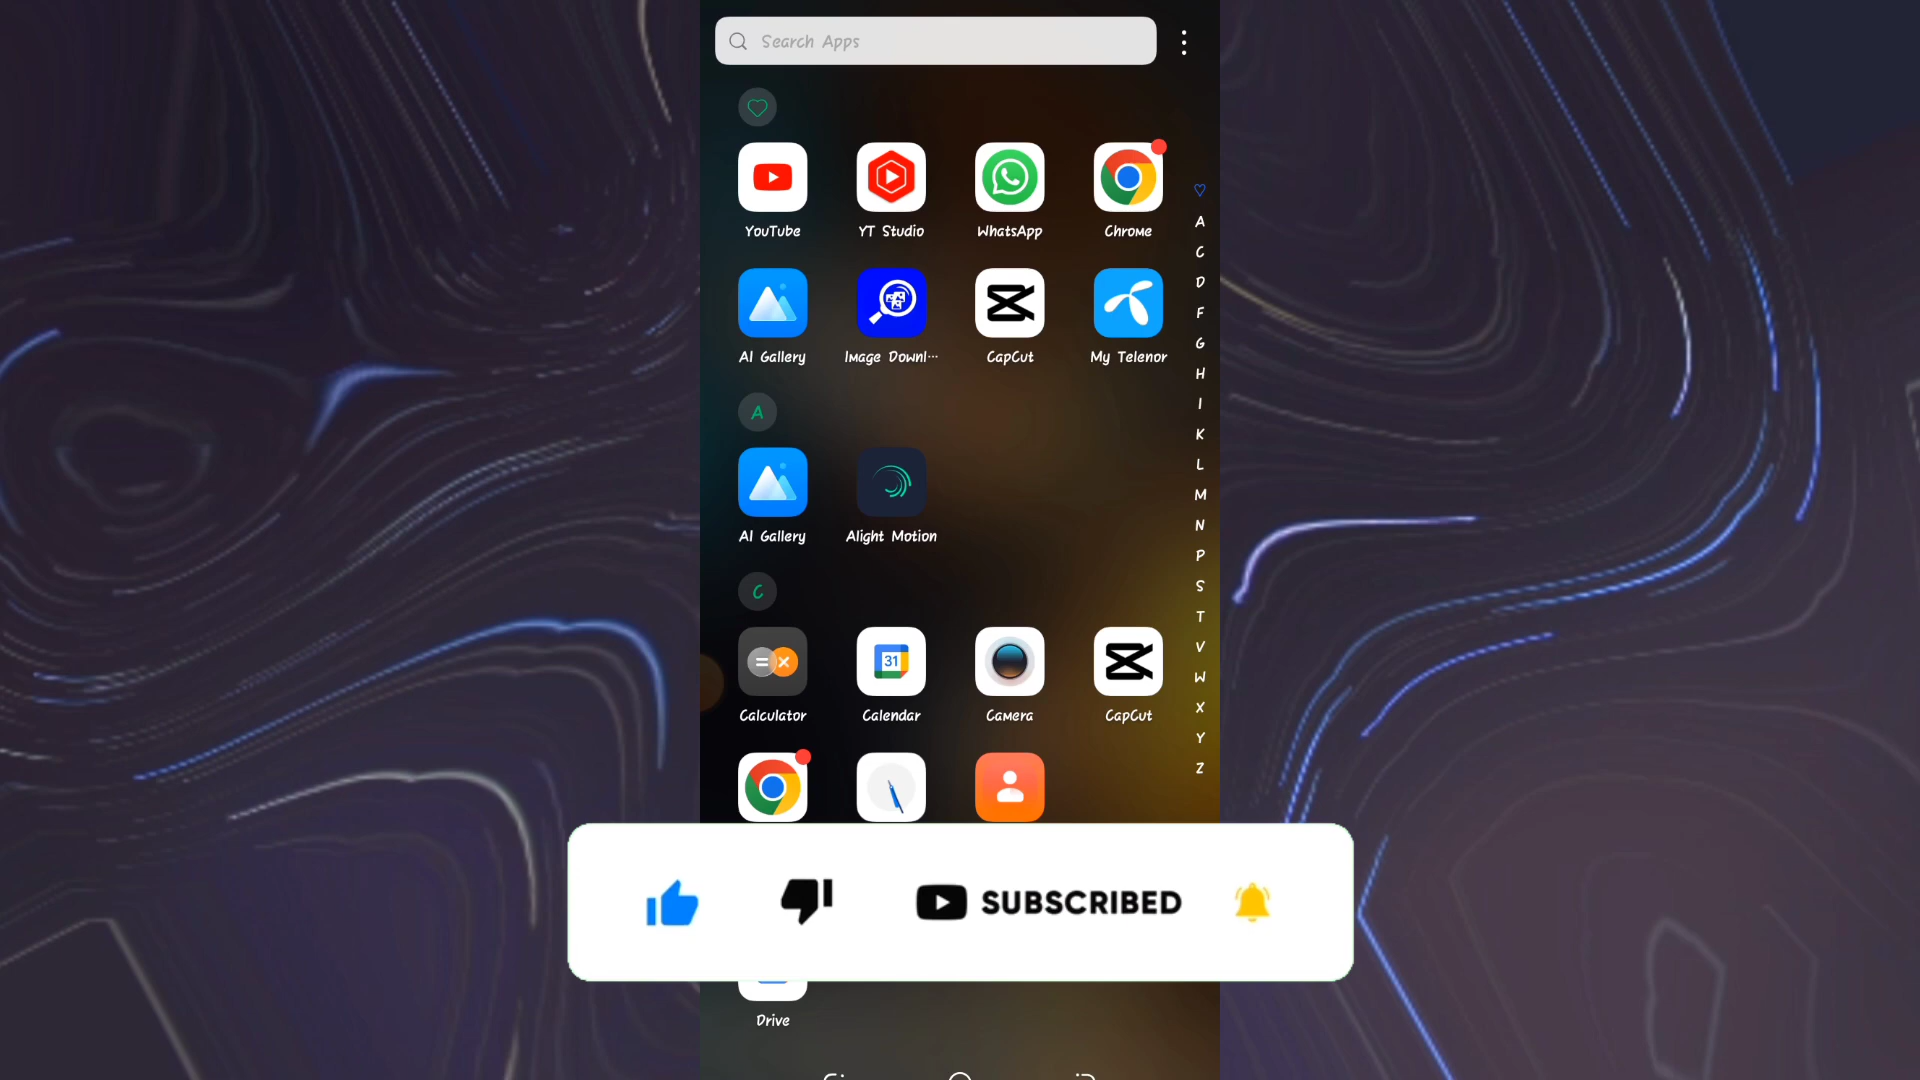 Search Apps
YouTube
YT Studio
WhatsApp
Chrome
AI Gallery
Image Downl...
CapCut
My Telenor
A
AI Gallery
Alight Motion
C
31
Calculator
Calendar
Camera
CapCut
SUBSCRIBED
Drive
A
C
D
F
G
H
I
K
L
M
N
P
S
T
V
W
X
Y
Z